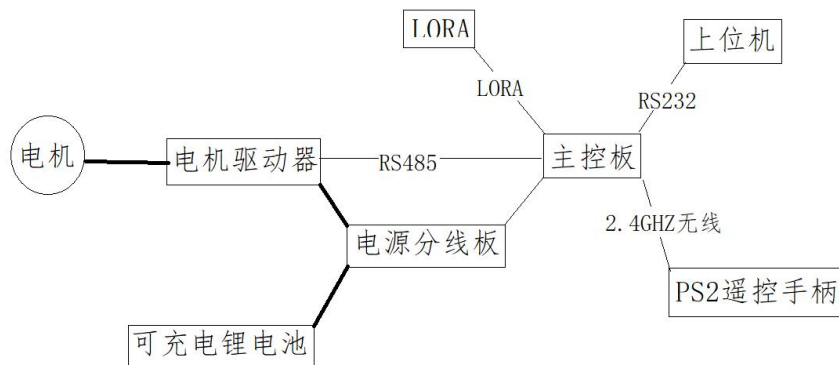 LORA
上位机
LORA
RS232
电机
电机驱动器
RS485
主控板
2.4GHZ无线
电源分线板
PS2遥控手柄
可充电锂电池